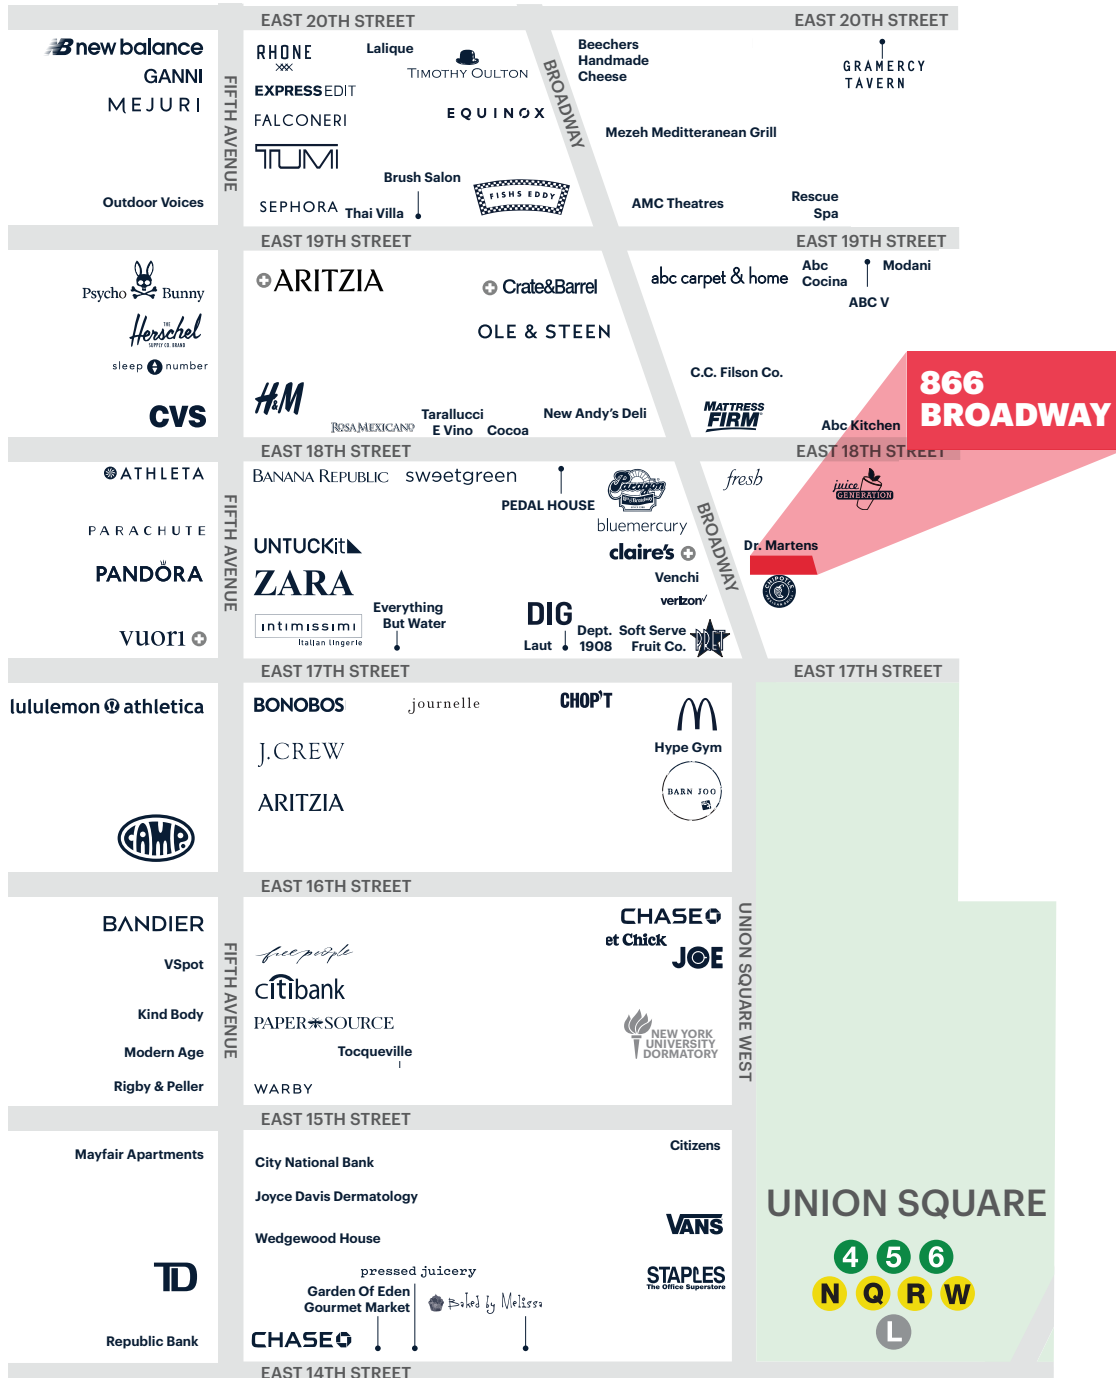 EAST 20TH STREET
EAST 20TH STREET
new balance
GANNI
MEJURI
Outdoor Voices
FIFTH AVENUE
RHONE
Lalique
TIMOTHY OULTON
EXPRESS EDIT
FALCONERI
EQUINOX
TUMI
Brush Salon
FISHS EDDY
SEPHORA
Thai Villa
BROADWAY
Beechers
Handmade
Cheese
GRAMERCY
TAVERN
Mezeh Meditteranean Grill
AMC Theatres
Rescue
Spa
EAST 19TH STREET
EAST 19TH STREET
Psycho Bunny
THE
Herschel
SUPPLY CO. BRAND
sleep number
CVS
ARITZIA
Crate&Barrel
OLE & STEEN
H&M
ROSA MEXICANO
Tarallucci
E Vino
Cocoa
New Andy's Deli
abc carpet & home
Abc
Cocina
Modani
ABC V
C.C. Filson Co.
MATTRESS
FIRM
Abc Kitchen
866
BROADWAY
EAST 18TH STREET
EAST 18TH STREET
ATHLETA
PARACHUTE
PANDORA
vuori
FIFTH AVENUE
BANANA REPUBLIC
sweetgreen
PEDAL HOUSE
Paragon
bluemercury
UNTUCKit
claire's
ZARA
Venchi
verizon
intimissimi
Italian lingerie
Everything
But Water
DIG
Laut
Dept.
1908
Soft Serve
Fruit Co.
PRET
BROADWAY
fresh
juice
GENERATION
Dr. Martens
CHIPOTLE
EAST 17TH STREET
EAST 17TH STREET
lululemon athletica
CAMP.
BONOBOS
journelle
CHOP'T
J.CREW
Hype Gym
ARITZIA
BARN JOO
EAST 16TH STREET
BANDIER
VSpot
Kind Body
Modern Age
Rigby & Peller
FIFTH AVENUE
free people
citibank
PAPER SOURCE
Tocqueville
WARBY
CHASE
et Chick
JOE
NEW YORK
UNIVERSITY
DORMATORY
UNION SQUARE WEST
EAST 15TH STREET
Mayfair Apartments
TD
Republic Bank
City National Bank
Joyce Davis Dermatology
Wedgewood House
pressed juicery
Garden Of Eden
Gourmet Market
Baked by Melissa
CHASE
Citizens
VANS
STAPLES
The Office Superstore
UNION SQUARE
4 5 6
N Q R W
L
EAST 14TH STREET